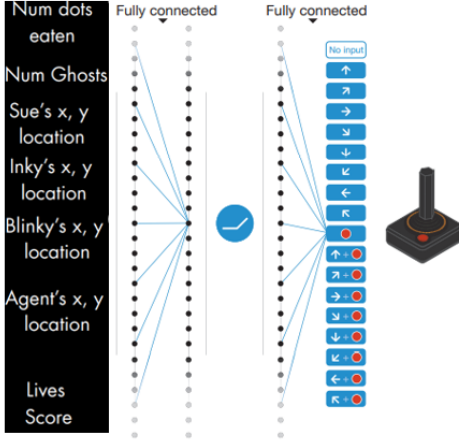 Num dots
eaten
Fully connected
Fully connected
No input
Num Ghosts
Sue's x, y
location
Inky's x, y
location
Blinky's x, y
location
Agent's x, y
location
Lives
Score
+
+
+
+
+
+
+
+